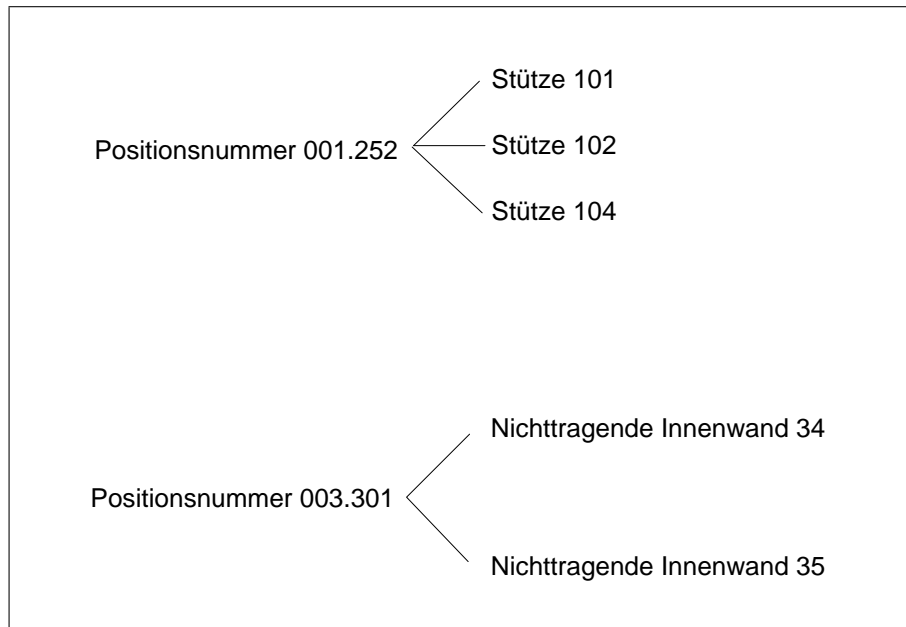 Stütze 101
Positionsnummer 001.252
Stütze 102
Stütze 104
Nichttragende Innenwand 34
Positionsnummer 003.301
Nichttragende Innenwand 35